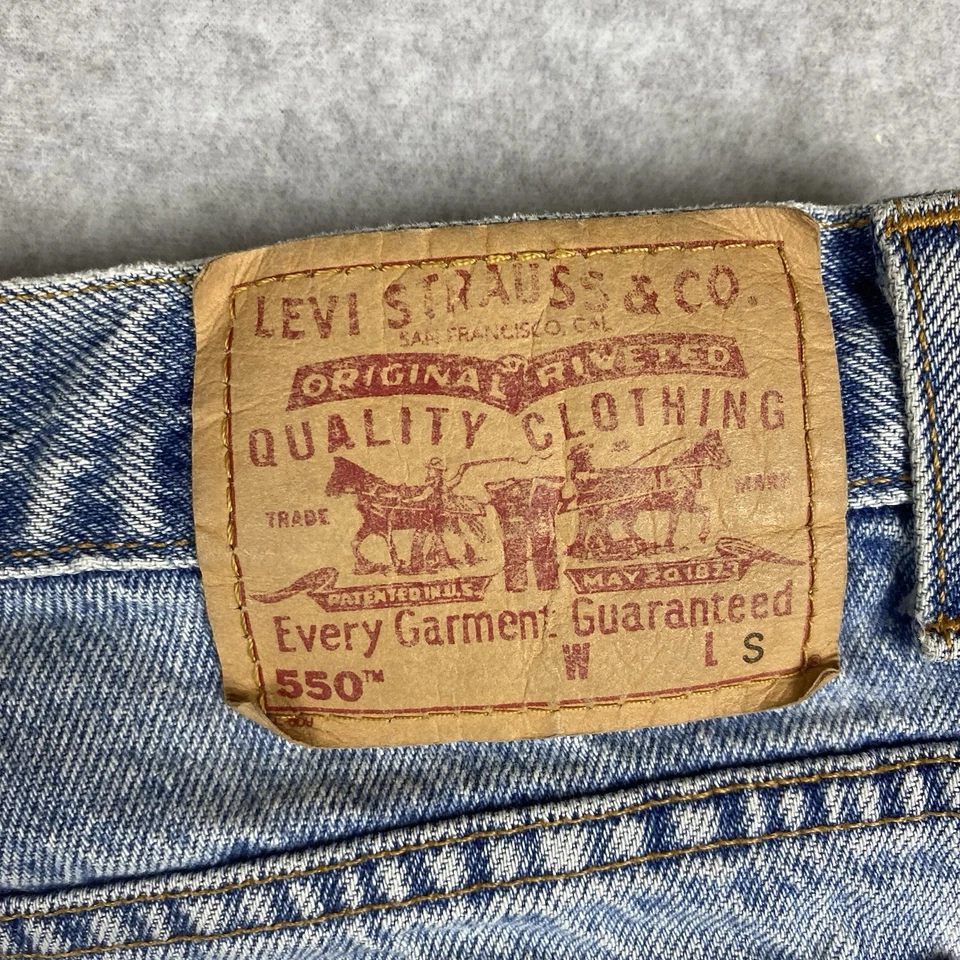 LEVI STRAUSS & CO.
SAN FRANCISCO, CAL
ORIGINAL RIVETED
QUALITY CLOTHING
TRADE MARK
PATENTED IN U.S. MAY 20 1873
Every Garment Guaranteed
W L S
550™